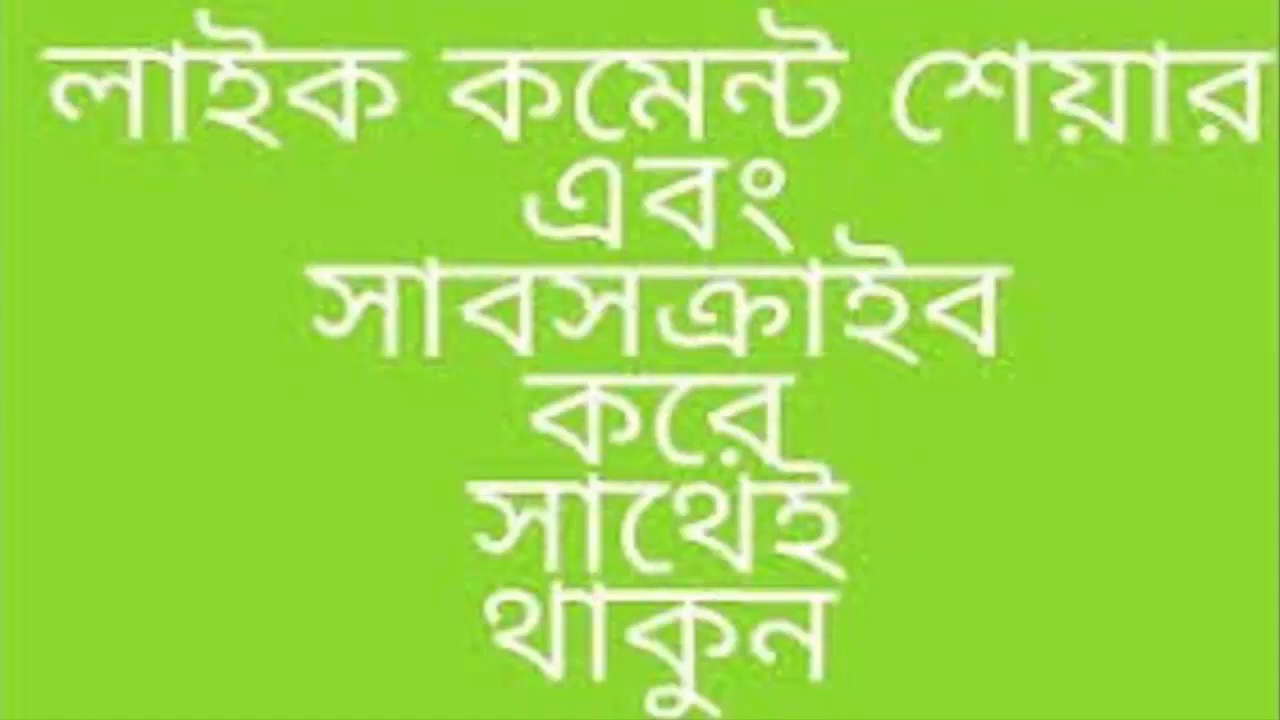 লাইক কমেন্ট শেয়ার
এবং
সাবসক্রাইব
করে
সাথেই
থাকুন